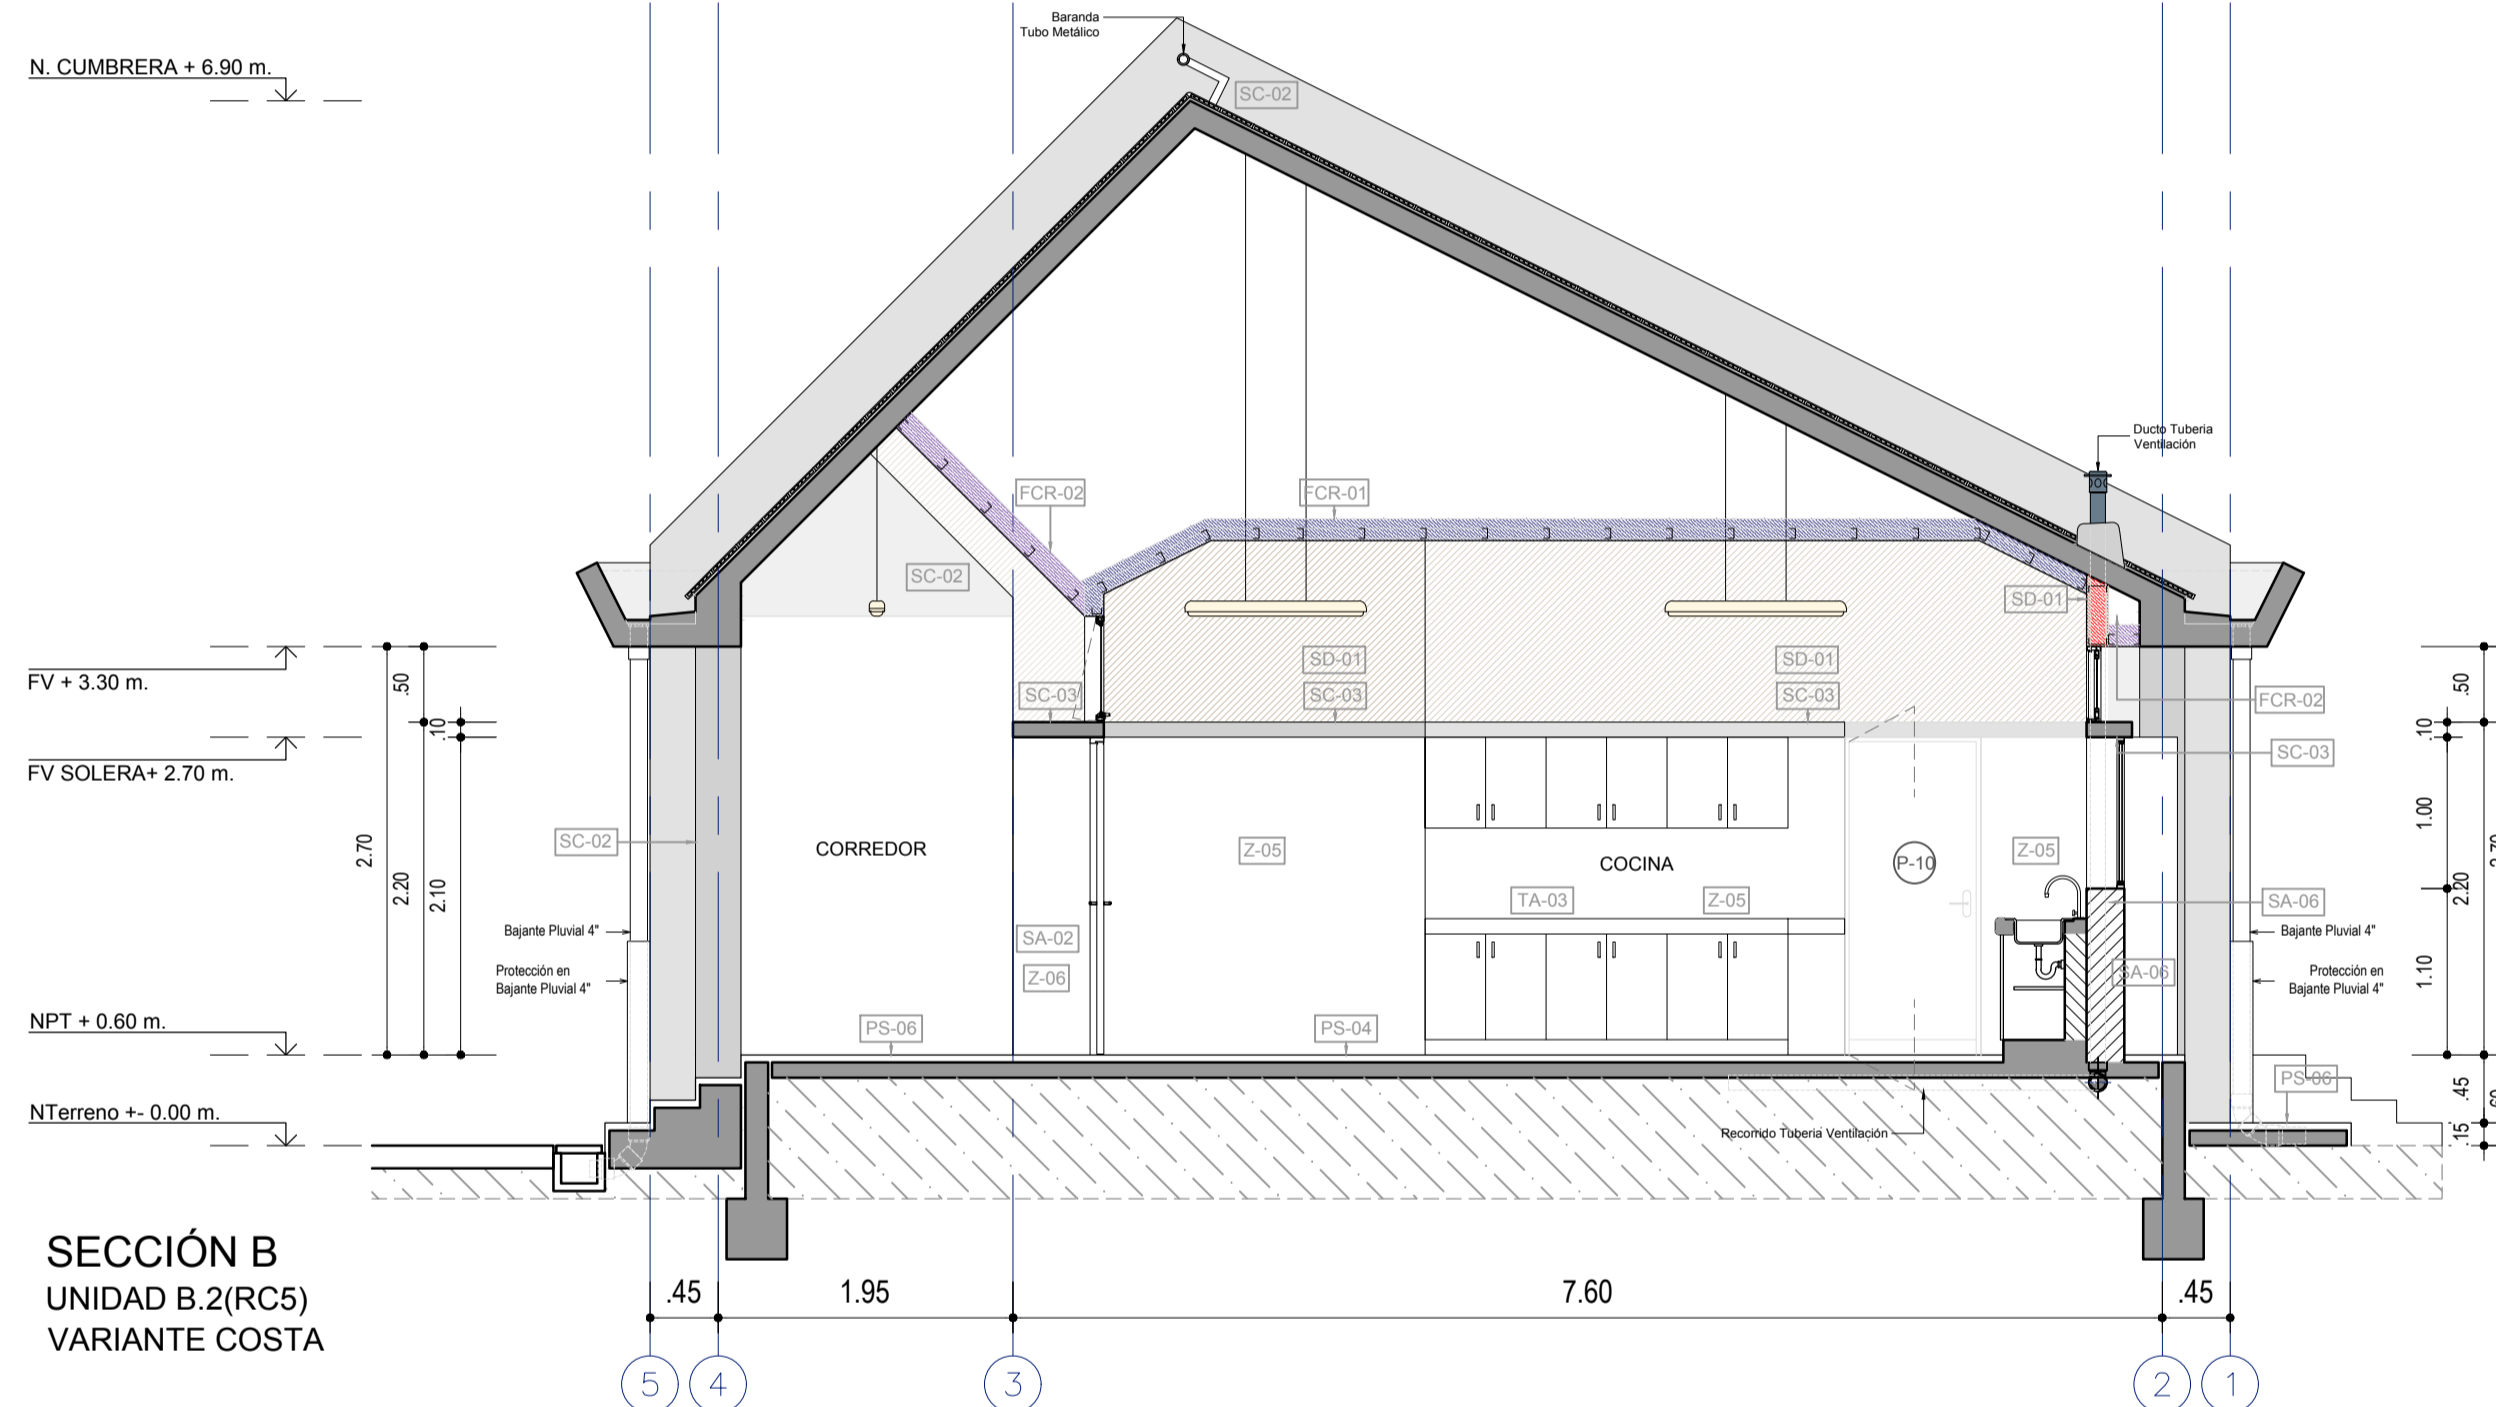 Baranda
Tubo Metálico
N. CUMBRERA + 6.90 m.
SC-02
Ducto Tuberia
Ventilación
FCR-02
FCR-01
SC-02
SD-01
FV + 3.30 m.
.50
.10
SC-03
SD-01
SC-03
SD-01
SC-03
.50
FCR-02
.10
SC-03
FV SOLERA+ 2.70 m.
2.70
2.20
2.10
SC-02
CORREDOR
Z-05
COCINA
P-10
Z-05
1.00
2.20
2.70
TA-03
Z-05
SA-06
Bajante Pluvial 4"
SA-02
Bajante Pluvial 4"
Protección en
Bajante Pluvial 4"
Z-06
SA-06
Protección en
Bajante Pluvial 4"
1.10
NPT + 0.60 m.
PS-06
PS-04
PS-06
.45
NTerreno +- 0.00 m.
Recorrido Tuberia Ventilación
.15
SECCIÓN B
UNIDAD B.2(RC5)
VARIANTE COSTA
.45
1.95
7.60
.45
5
4
3
2
1